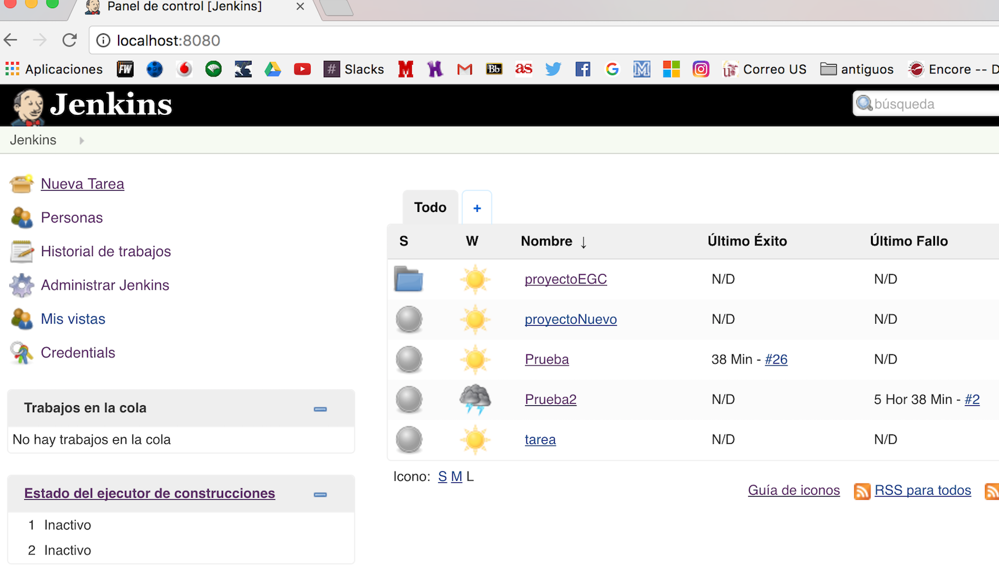 Panel de control [Jenkins]
localhost:8080
Aplicaciones FW Bb as Slacks Correo US antiguos Encore -- D
Jenkins
búsqueda
Jenkins
Nueva Tarea
Personas
Historial de trabajos
Administrar Jenkins
Mis vistas
Credentials
Trabajos en la cola
No hay trabajos en la cola
Estado del ejecutor de construcciones
1 Inactivo
2 Inactivo
Todo +
S W Nombre ↓ Último Éxito Último Fallo
proyectoEGC N/D N/D
proyectoNuevo N/D N/D
Prueba 38 Min - #26 N/D
Prueba2 N/D 5 Hor 38 Min - #2
tarea N/D N/D
Icono: S M L
Guía de iconos RSS para todos